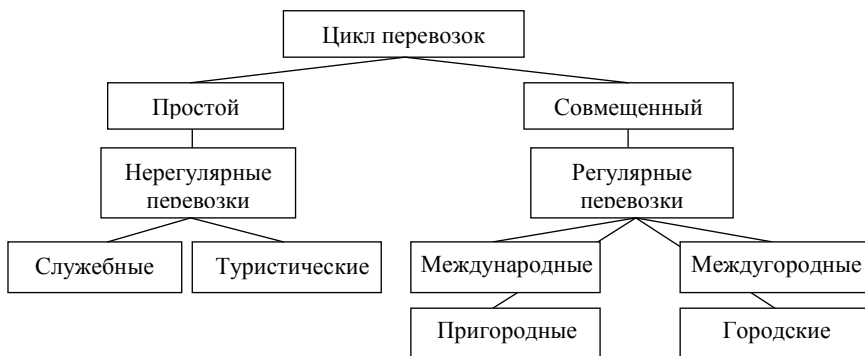 Цикл перевозок
Простой
Совмещенный
Нерегулярные
перевозки
Регулярные
перевозки
Служебные
Туристические
Международные
Междугородные
Пригородные
Городские